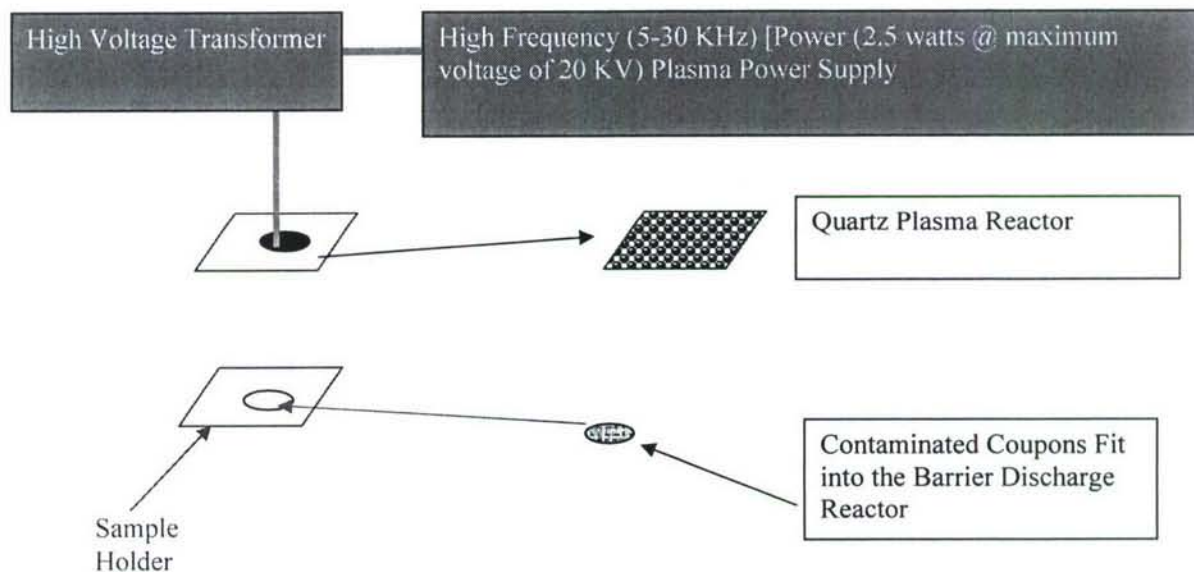 High Voltage Transformer
High Frequency (5-30 KHz) [Power (2.5 watts @ maximum
voltage of 20 KV) Plasma Power Supply
Quartz Plasma Reactor
Contaminated Coupons Fit
into the Barrier Discharge
Reactor
Sample
Holder